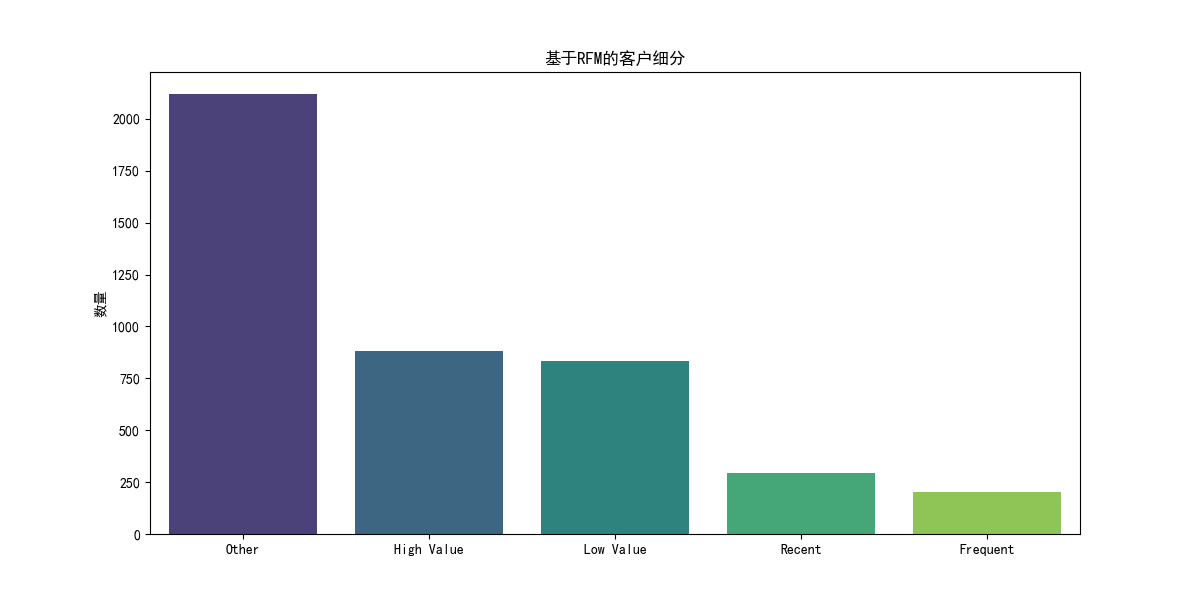 基于RFM的客户细分
数量
2000
1750
1500
1250
1000
750
500
250
0
Other
High Value
Low Value
Recent
Frequent